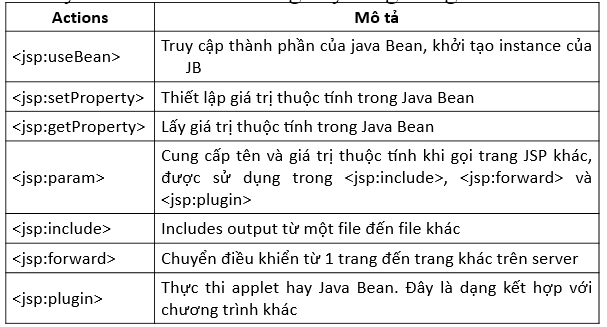 Actions Mô tả
<jsp:useBean> Truy cập thành phần của java Bean, khởi tạo instance của
JB
<jsp:setProperty> Thiết lập giá trị thuộc tính trong Java Bean
<jsp:getProperty> Lấy giá trị thuộc tính trong Java Bean
<jsp:param> Cung cấp tên và giá trị thuộc tính khi gọi trang JSP khác,
được sử dụng trong <jsp:include>, <jsp:forward> và
<jsp:plugin>
<jsp:include> Includes output từ một file đến file khác
<jsp:forward> Chuyển điều khiển từ 1 trang đến trang khác trên server
<jsp:plugin> Thực thi applet hay Java Bean. Đây là dạng kết hợp với
chương trình khác